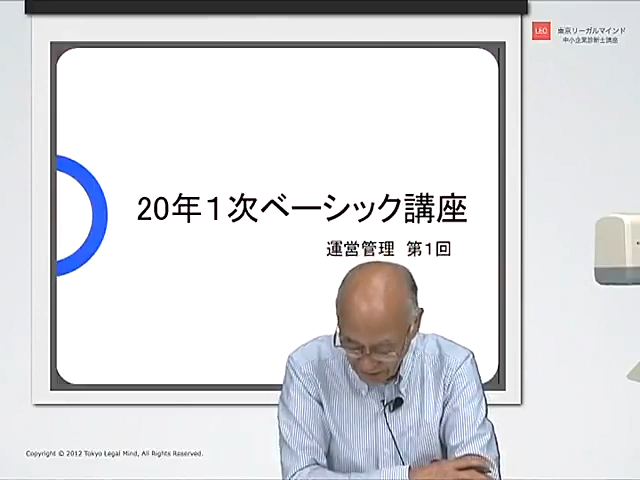 LEC 東京リーガルマインド
中小企業診断士講座
20年１次ベーシック講座
運営管理 第１回
Copyright © 2012 Tokyo Legal Mind, All Rights Reserved.